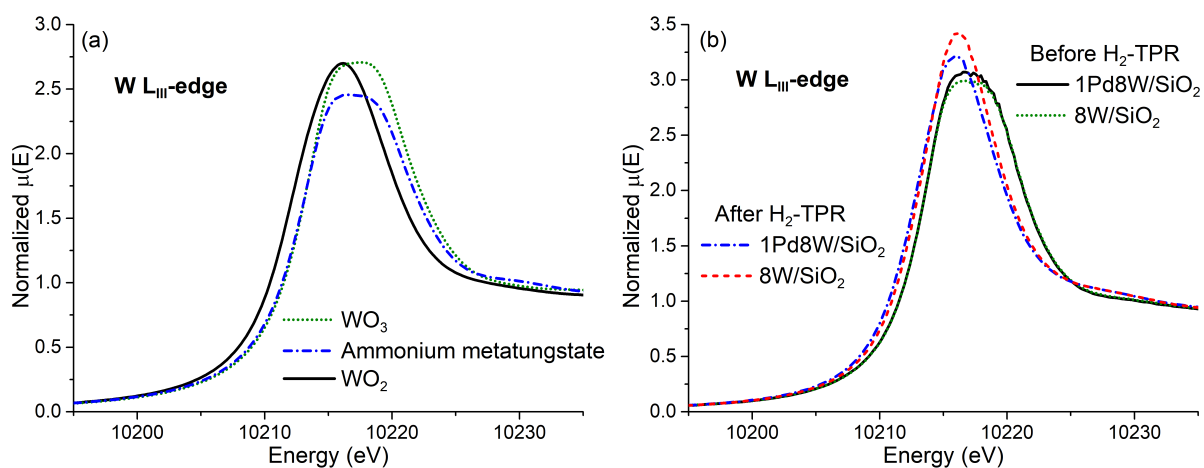 (a)
W L_III-edge
3.0
2.5
2.0
1.5
1.0
0.5
0.0
Normalized μ(E)
WO₃
Ammonium metatungstate
WO₂
10200 10210 10220 10230
Energy (eV)
(b)
W L_III-edge
3.5
3.0
2.5
2.0
1.5
1.0
0.5
0.0
Normalized μ(E)
Before H₂-TPR
1Pd8W/SiO₂
8W/SiO₂
After H₂-TPR
1Pd8W/SiO₂
8W/SiO₂
10200 10210 10220 10230
Energy (eV)